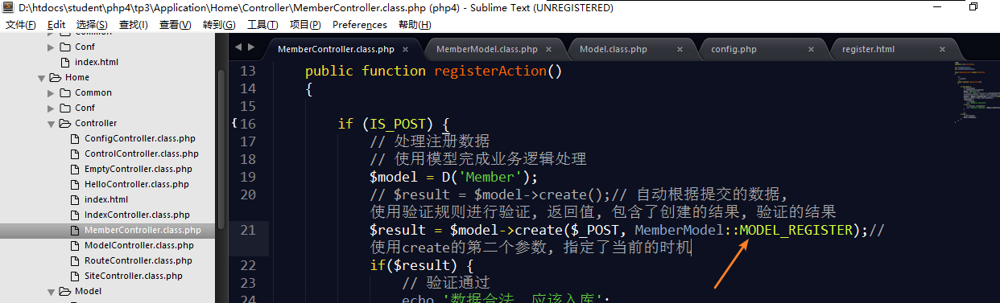 D:\htdocs\student\php4\tp3\Application\Home\Controller\MemberController.class.php (php4) - Sublime Text (UNREGISTERED)
文件(F) Edit 选择(S) 查找(I) 查看(V) 转到(G) 工具(T) 项目(P) Preferences 帮助(H)
Common
Conf
index.html
Home
Common
Conf
Controller
ConfigController.class.php
ControlController.class.php
EmptyController.class.php
HelloController.class.php
index.html
IndexController.class.php
MemberController.class.php
ModelController.class.php
RouteController.class.php
SiteController.class.php
Model
MemberController.class.php × MemberModel.class.php × Model.class.php × config.php × register.html ×
13 public function registerAction()
14 {
15
16 if (IS_POST) {
17 // 处理注册数据
18 // 使用模型完成业务逻辑处理
19 $model = D('Member');
20 // $result = $model->create();// 自动根据提交的数据,
使用验证规则进行验证, 返回值, 包含了创建的结果, 验证的结果
21 $result = $model->create($_POST, MemberModel::MODEL_REGISTER);//
使用create的第二个参数, 指定了当前的时机
22 if($result) {
23 // 验证通过
24 echo '数据合法, 应该入库';